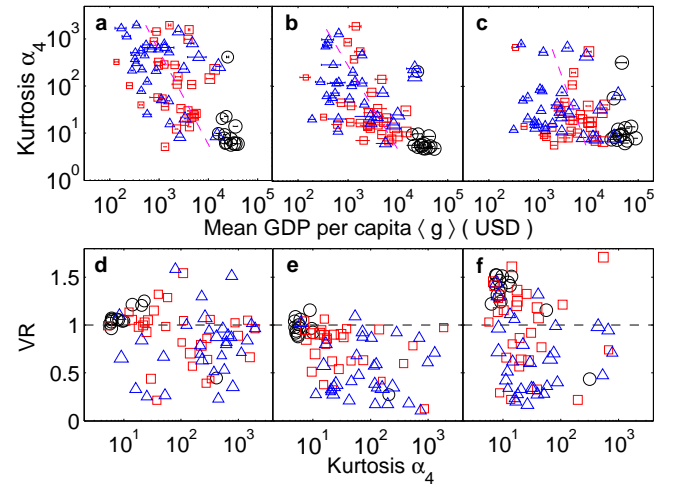 a b c
Kurtosis α₄
10³
10²
10¹
10⁰
10² 10³ 10⁴ 10⁵ 10² 10³ 10⁴ 10⁵ 10² 10³ 10⁴ 10⁵
Mean GDP per capita ⟨ g ⟩ ( USD )
d e f
VR
1.5
1
0.5
0
10¹ 10² 10³ 10¹ 10² 10³ 10¹ 10² 10³
Kurtosis α₄